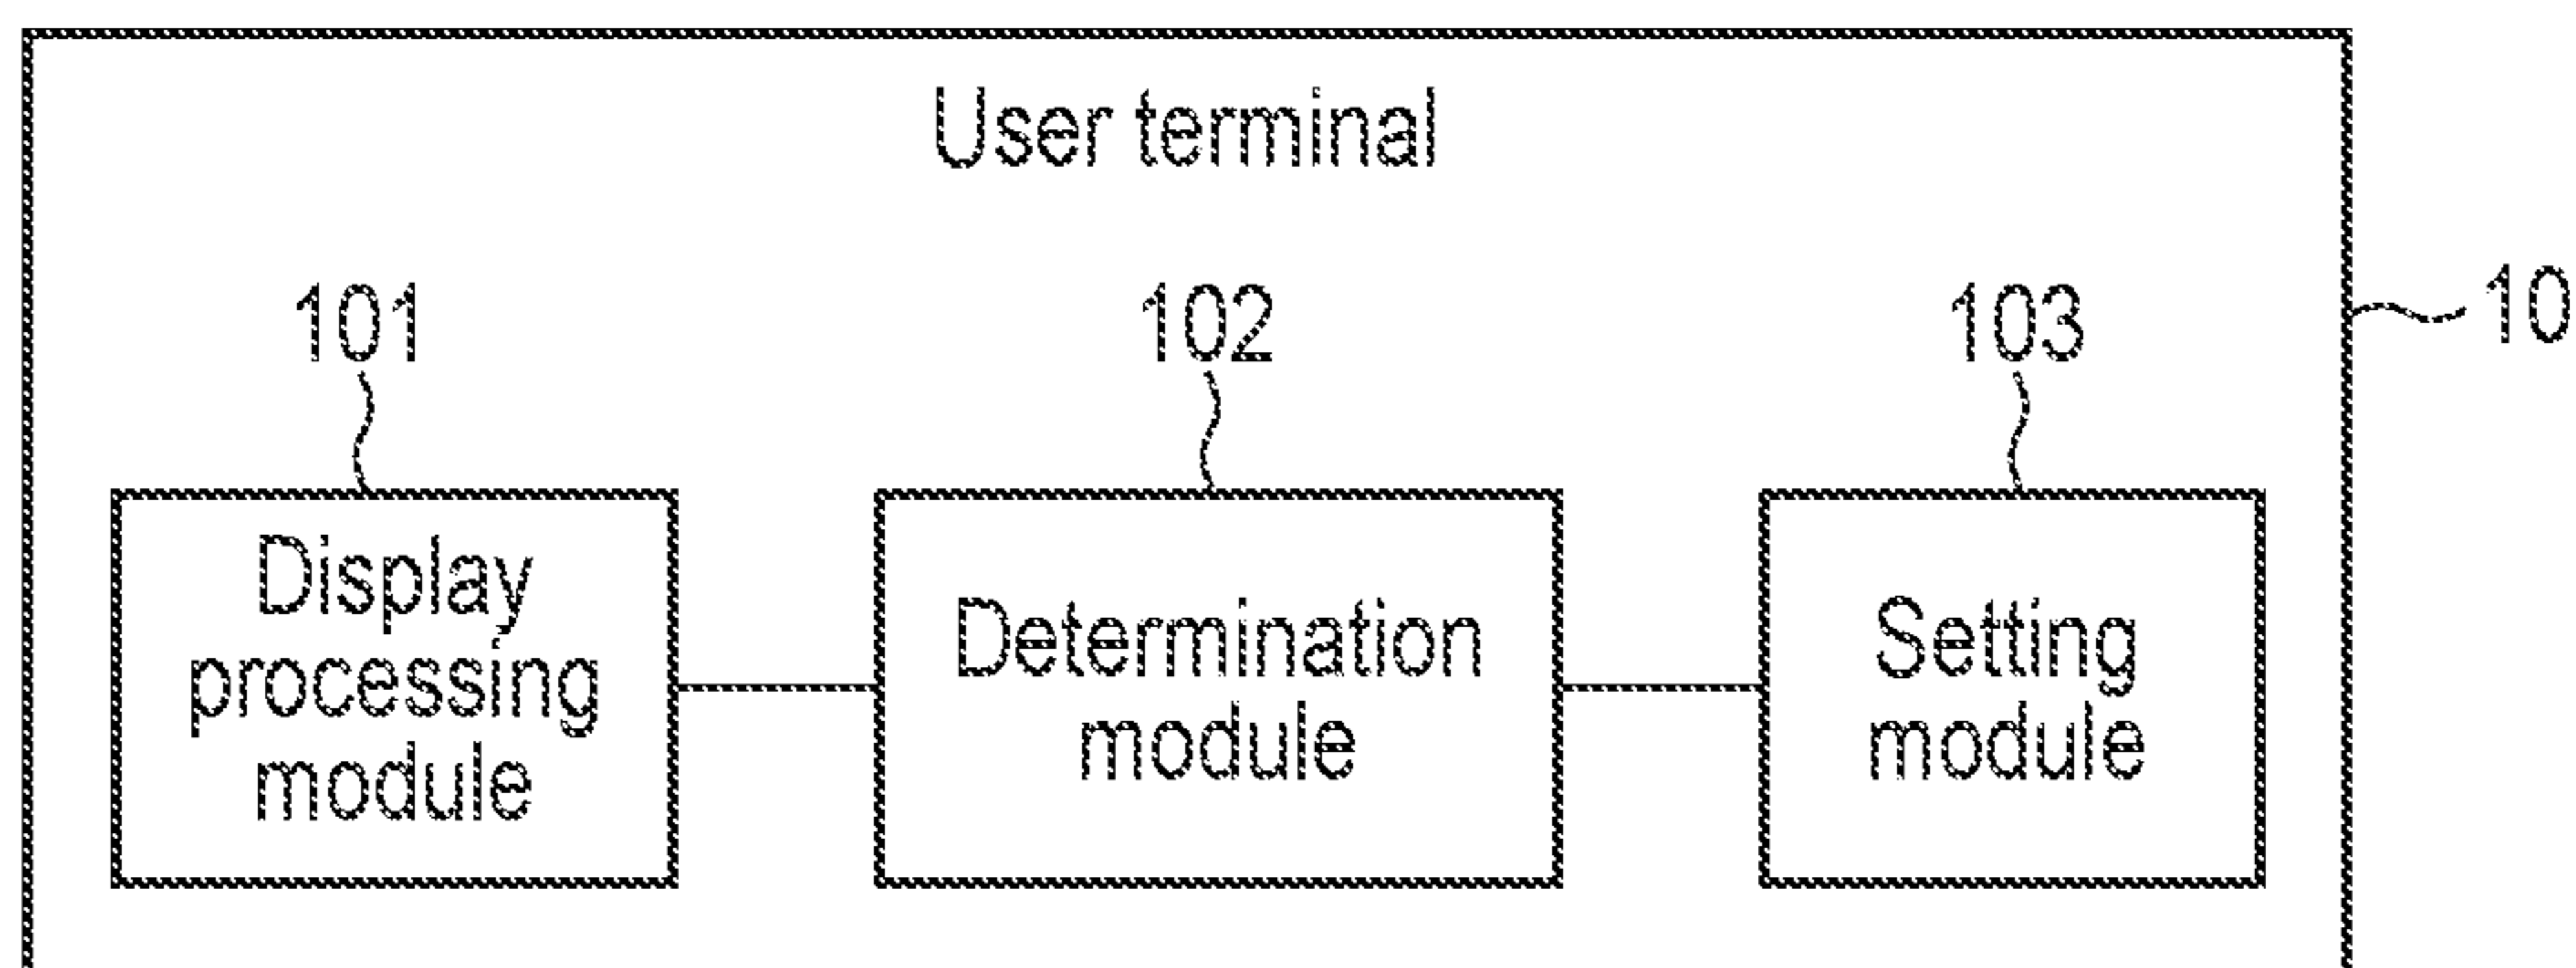 User terminal
101
102
103
10
Display
processing
module
Determination
module
Setting
module